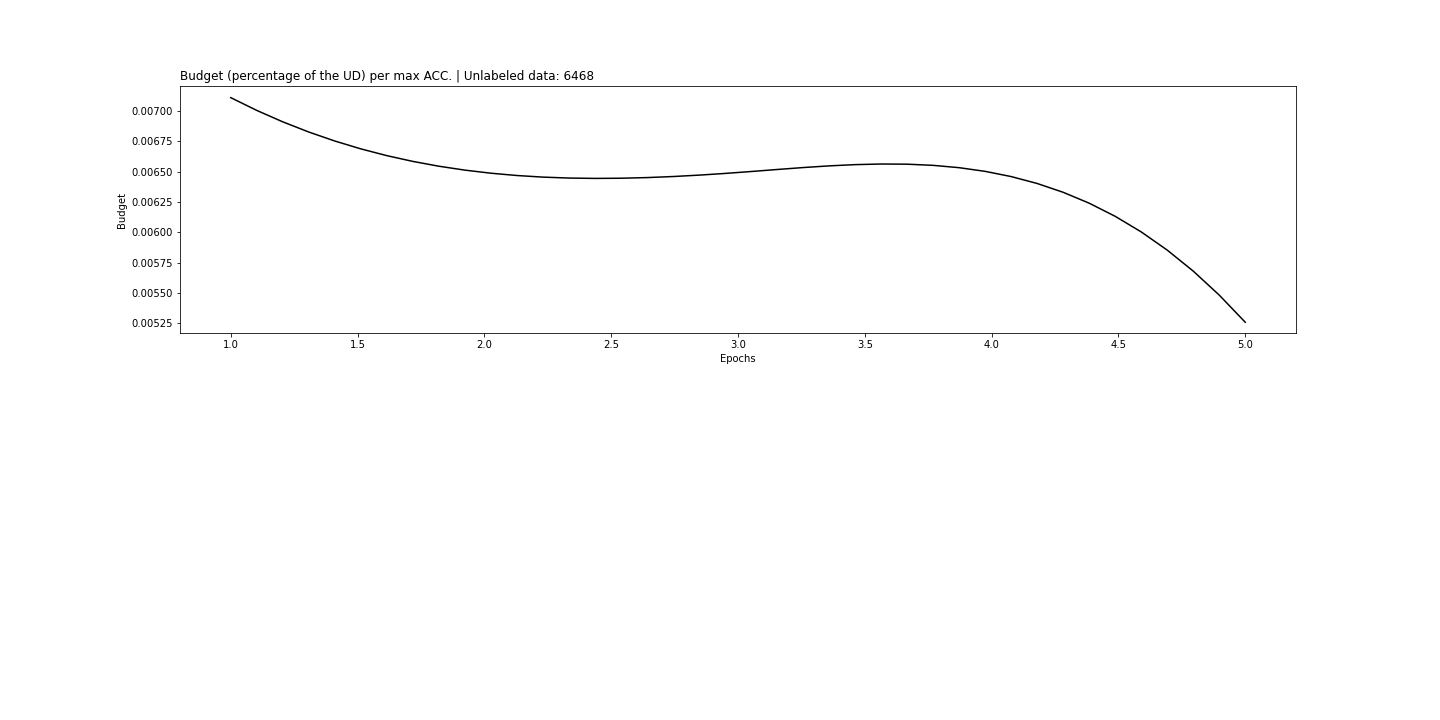 Budget (percentage of the UD) per max ACC. | Unlabeled data: 6468
0.00700
0.00675
0.00650
0.00625
0.00600
0.00575
0.00550
0.00525
Budget
1.0 1.5 2.0 2.5 3.0 3.5 4.0 4.5 5.0
Epochs